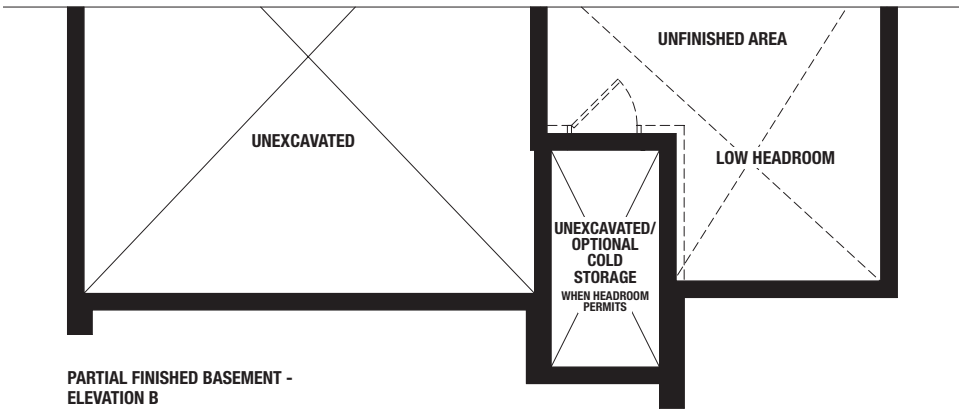 UNFINISHED AREA
UNEXCAVATED
LOW HEADROOM
UNEXCAVATED/
OPTIONAL
COLD
STORAGE
WHEN HEADROOM
PERMITS
PARTIAL FINISHED BASEMENT -
ELEVATION B